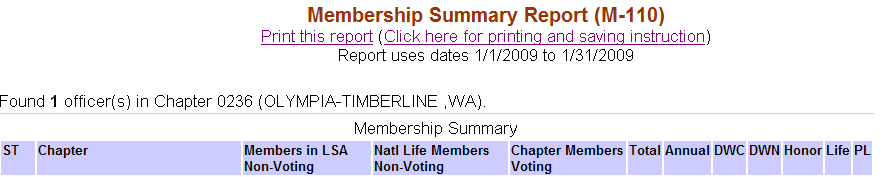 Membership Summary Report (M-110)
Print this report (Click here for printing and saving instruction)
Report uses dates 1/1/2009 to 1/31/2009
Found 1 officer(s) in Chapter 0236 (OLYMPIA-TIMBERLINE ,WA).
Membership Summary
ST Chapter Members in LSA Natl Life Members Chapter Members Total Annual DWC DWN Honor Life PL
Non-Voting Non-Voting Voting